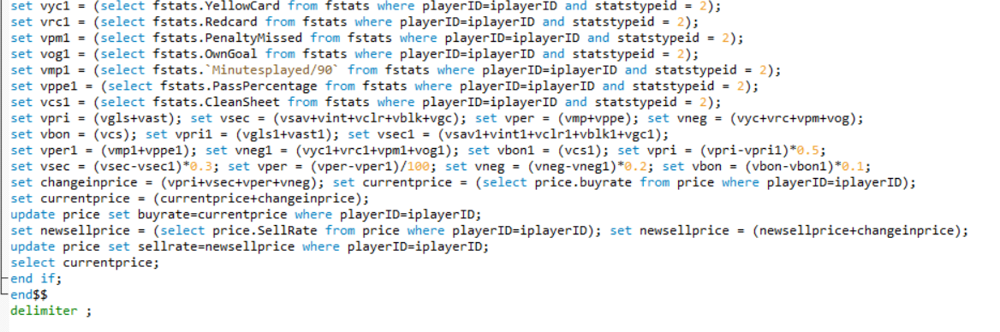 set vyc1 = (select fstats.YellowCard from fstats where playerID=iplayerID and statstypeid = 2);
set vrc1 = (select fstats.Redcard from fstats where playerID=iplayerID and statstypeid = 2);
set vpm1 = (select fstats.PenaltyMissed from fstats where playerID=iplayerID and statstypeid = 2);
set vog1 = (select fstats.OwnGoal from fstats where playerID=iplayerID and statstypeid = 2);
set vmp1 = (select fstats.`Minutesplayed/90` from fstats where playerID=iplayerID and statstypeid = 2);
set vppe1 = (select fstats.PassPercentage from fstats where playerID=iplayerID and statstypeid = 2);
set vcs1 = (select fstats.CleanSheet from fstats where playerID=iplayerID and statstypeid = 2);
set vpri = (vgls+vast); set vsec = (vsav+vint+vclr+vblk+vgc); set vper = (vmp+vppe); set vneg = (vyc+vrc+vpm+vog);
set vbon = (vcs); set vpri1 = (vgls1+vast1); set vsec1 = (vsav1+vint1+vclr1+vblk1+vgc1);
set vper1 = (vmp1+vppe1); set vneg1 = (vyc1+vrc1+vpm1+vog1); set vbon1 = (vcs1); set vpri = (vpri-vpri1)*0.5;
set vsec = (vsec-vsec1)*0.3; set vper = (vper-vper1)/100; set vneg = (vneg-vneg1)*0.2; set vbon = (vbon-vbon1)*0.1;
set changeinprice = (vpri+vsec+vper+vneg); set currentprice = (select price.buyrate from price where playerID=iplayerID);
set currentprice = (currentprice+changeinprice);
update price set buyrate=currentprice where playerID=iplayerID;
set newsellprice = (select price.SellRate from price where playerID=iplayerID); set newsellprice = (newsellprice+changeinprice);
update price set sellrate=newsellprice where playerID=iplayerID;
select currentprice;
end if;
end$$
delimiter ;